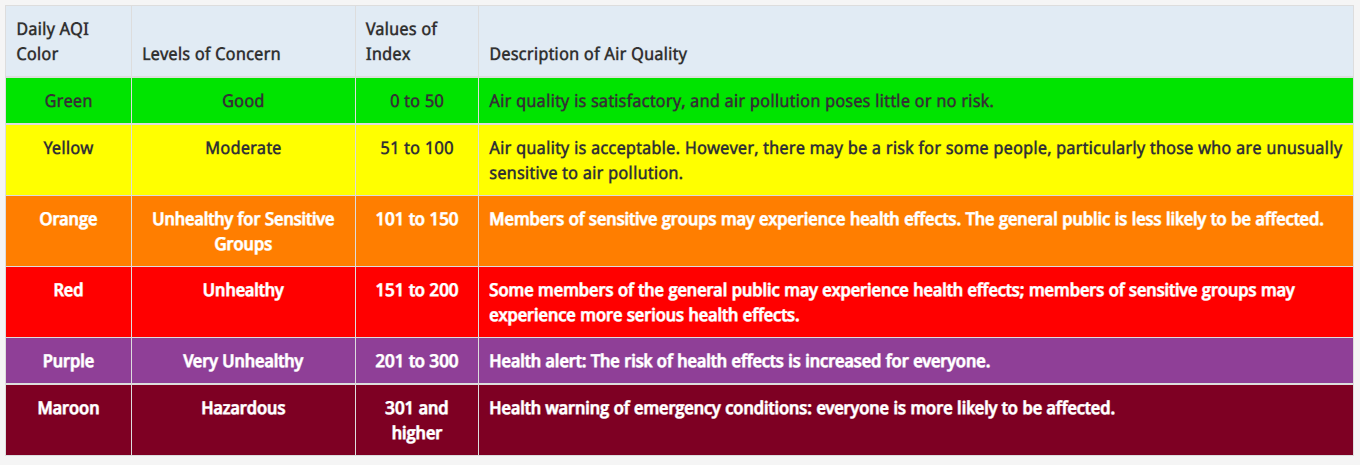 Daily AQI Color
Levels of Concern
Values of Index
Description of Air Quality
Green
Good
0 to 50
Air quality is satisfactory, and air pollution poses little or no risk.
Yellow
Moderate
51 to 100
Air quality is acceptable. However, there may be a risk for some people, particularly those who are unusually
sensitive to air pollution.
Orange
Unhealthy for Sensitive
Groups
101 to 150
Members of sensitive groups may experience health effects. The general public is less likely to be affected.
Red
Unhealthy
151 to 200
Some members of the general public may experience health effects; members of sensitive groups may
experience more serious health effects.
Purple
Very Unhealthy
201 to 300
Health alert: The risk of health effects is increased for everyone.
Maroon
Hazardous
301 and
higher
Health warning of emergency conditions: everyone is more likely to be affected.